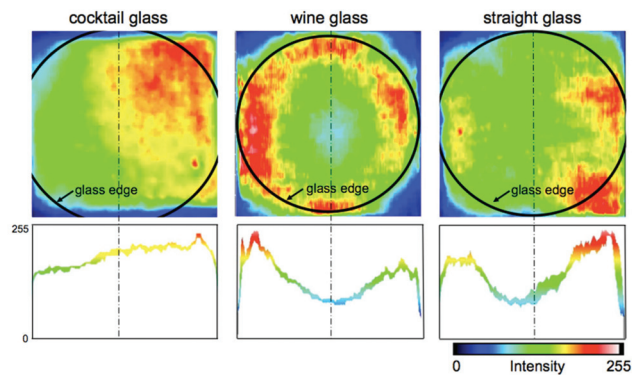 cocktail glass
wine glass
straight glass
glass edge
glass edge
glass edge
255
0
0 Intensity 255